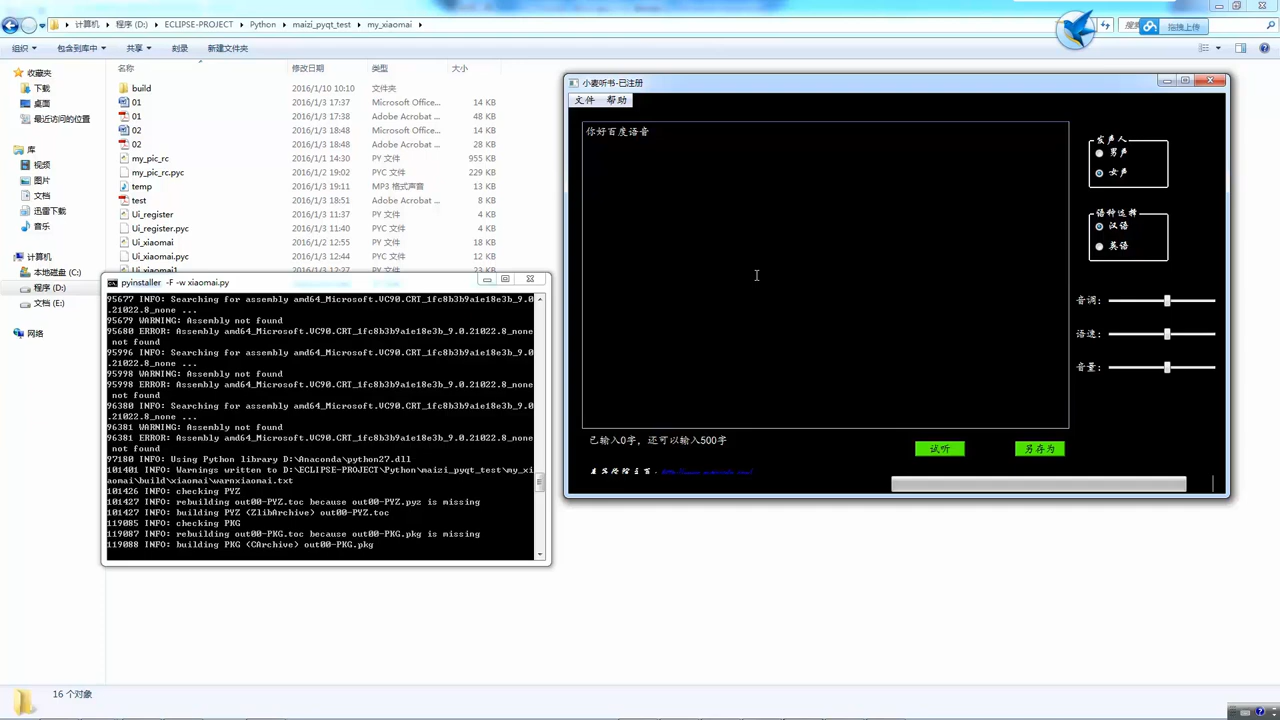 计算机 ▸ 程序 (D:) ▸ ECLIPSE-PROJECT ▸ Python ▸ maizi_pyqt_test ▸ my_xiaomai ▸
拖拽上传
组织 包含到库中 共享 刻录 新建文件夹
名称 修改日期 类型 大小
收藏夹
下载
桌面
最近访问的位置
库
视频
图片
文档
迅雷下载
音乐
计算机
本地磁盘 (C:)
程序 (D:)
文档 (E:)
网络
build 2016/1/10 10:10 文件夹
01 2016/1/3 17:37 Microsoft Office... 14 KB
01 2016/1/3 17:38 Adobe Acrobat ... 48 KB
02 2016/1/3 18:48 Microsoft Office... 14 KB
02 2016/1/3 18:48 Adobe Acrobat ... 28 KB
my_pic_rc 2016/1/1 14:30 PY 文件 955 KB
my_pic_rc.pyc 2016/1/2 19:02 PYC 文件 229 KB
temp 2016/1/3 19:11 MP3 格式声音 13 KB
test 2016/1/3 18:51 Adobe Acrobat ... 8 KB
Ui_register 2016/1/3 11:37 PY 文件 4 KB
Ui_register.pyc 2016/1/3 11:40 PYC 文件 4 KB
Ui_xiaomai 2016/1/2 12:55 PY 文件 18 KB
Ui_xiaomai.pyc 2016/1/2 12:44 PYC 文件 12 KB
Ui_xiaomai1 2016/1/3 12:27 PY 文件 23 KB
pyinstaller -F -w xiaomai.py
95677 INFO: Searching for assembly amd64_Microsoft.VC90.CRT_1fc8b3b9a1e18e3b_9.0
.21022.8_none ...
95679 WARNING: Assembly not found
95680 ERROR: Assembly amd64_Microsoft.VC90.CRT_1fc8b3b9a1e18e3b_9.0.21022.8_none
not found
95996 INFO: Searching for assembly amd64_Microsoft.VC90.CRT_1fc8b3b9a1e18e3b_9.0
.21022.8_none ...
95998 WARNING: Assembly not found
95998 ERROR: Assembly amd64_Microsoft.VC90.CRT_1fc8b3b9a1e18e3b_9.0.21022.8_none
not found
96380 INFO: Searching for assembly amd64_Microsoft.VC90.CRT_1fc8b3b9a1e18e3b_9.0
.21022.8_none ...
96381 WARNING: Assembly not found
96381 ERROR: Assembly amd64_Microsoft.VC90.CRT_1fc8b3b9a1e18e3b_9.0.21022.8_none
not found
97180 INFO: Using Python library D:\Anaconda\python27.dll
101401 INFO: Warnings written to D:\ECLIPSE-PROJECT\Python\maizi_pyqt_test\my_xi
aomai\build\xiaomai\warnxiaomai.txt
101426 INFO: checking PYZ
101427 INFO: rebuilding out00-PYZ.toc because out00-PYZ.pyz is missing
101427 INFO: building PYZ (ZlibArchive) out00-PYZ.toc
119085 INFO: checking PKG
119087 INFO: rebuilding out00-PKG.toc because out00-PKG.pkg is missing
119088 INFO: building PKG (CArchive) out00-PKG.pkg
小麦听书-已注册
文件 帮助
你好百度语音
发声人
男声
女声
语种选择
汉语
英语
音调:
语速:
音量:
已输入0字，还可以输入500字
试听 另存为
16 个对象